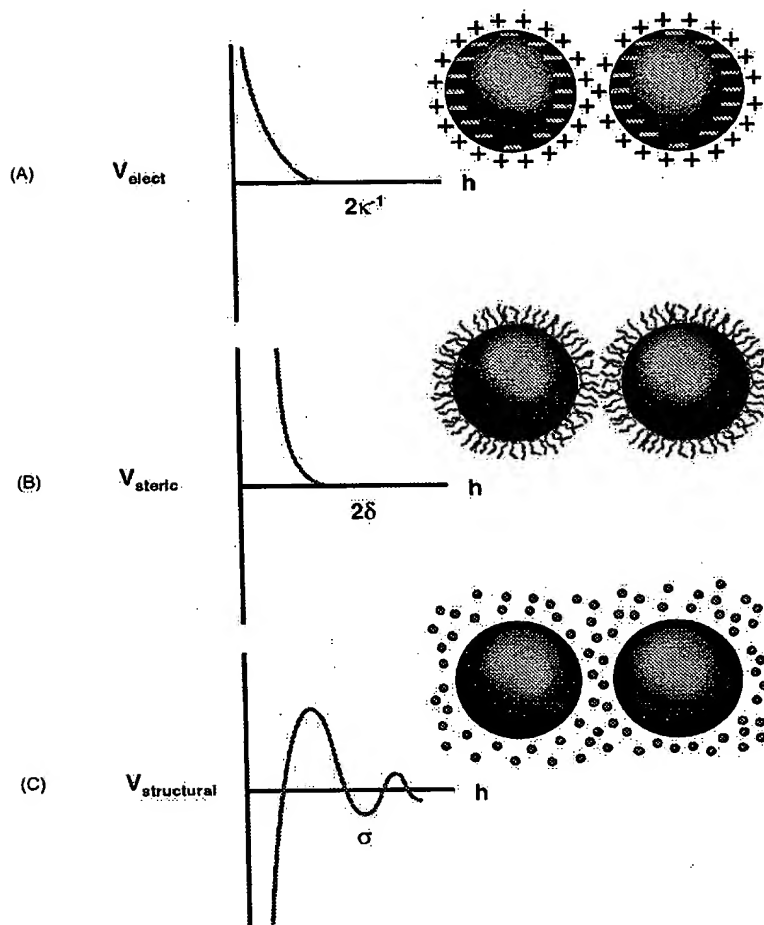 (A) V_elect h
2κ⁻¹
(B) V_steric h
2δ
(C) V_structural h
σ